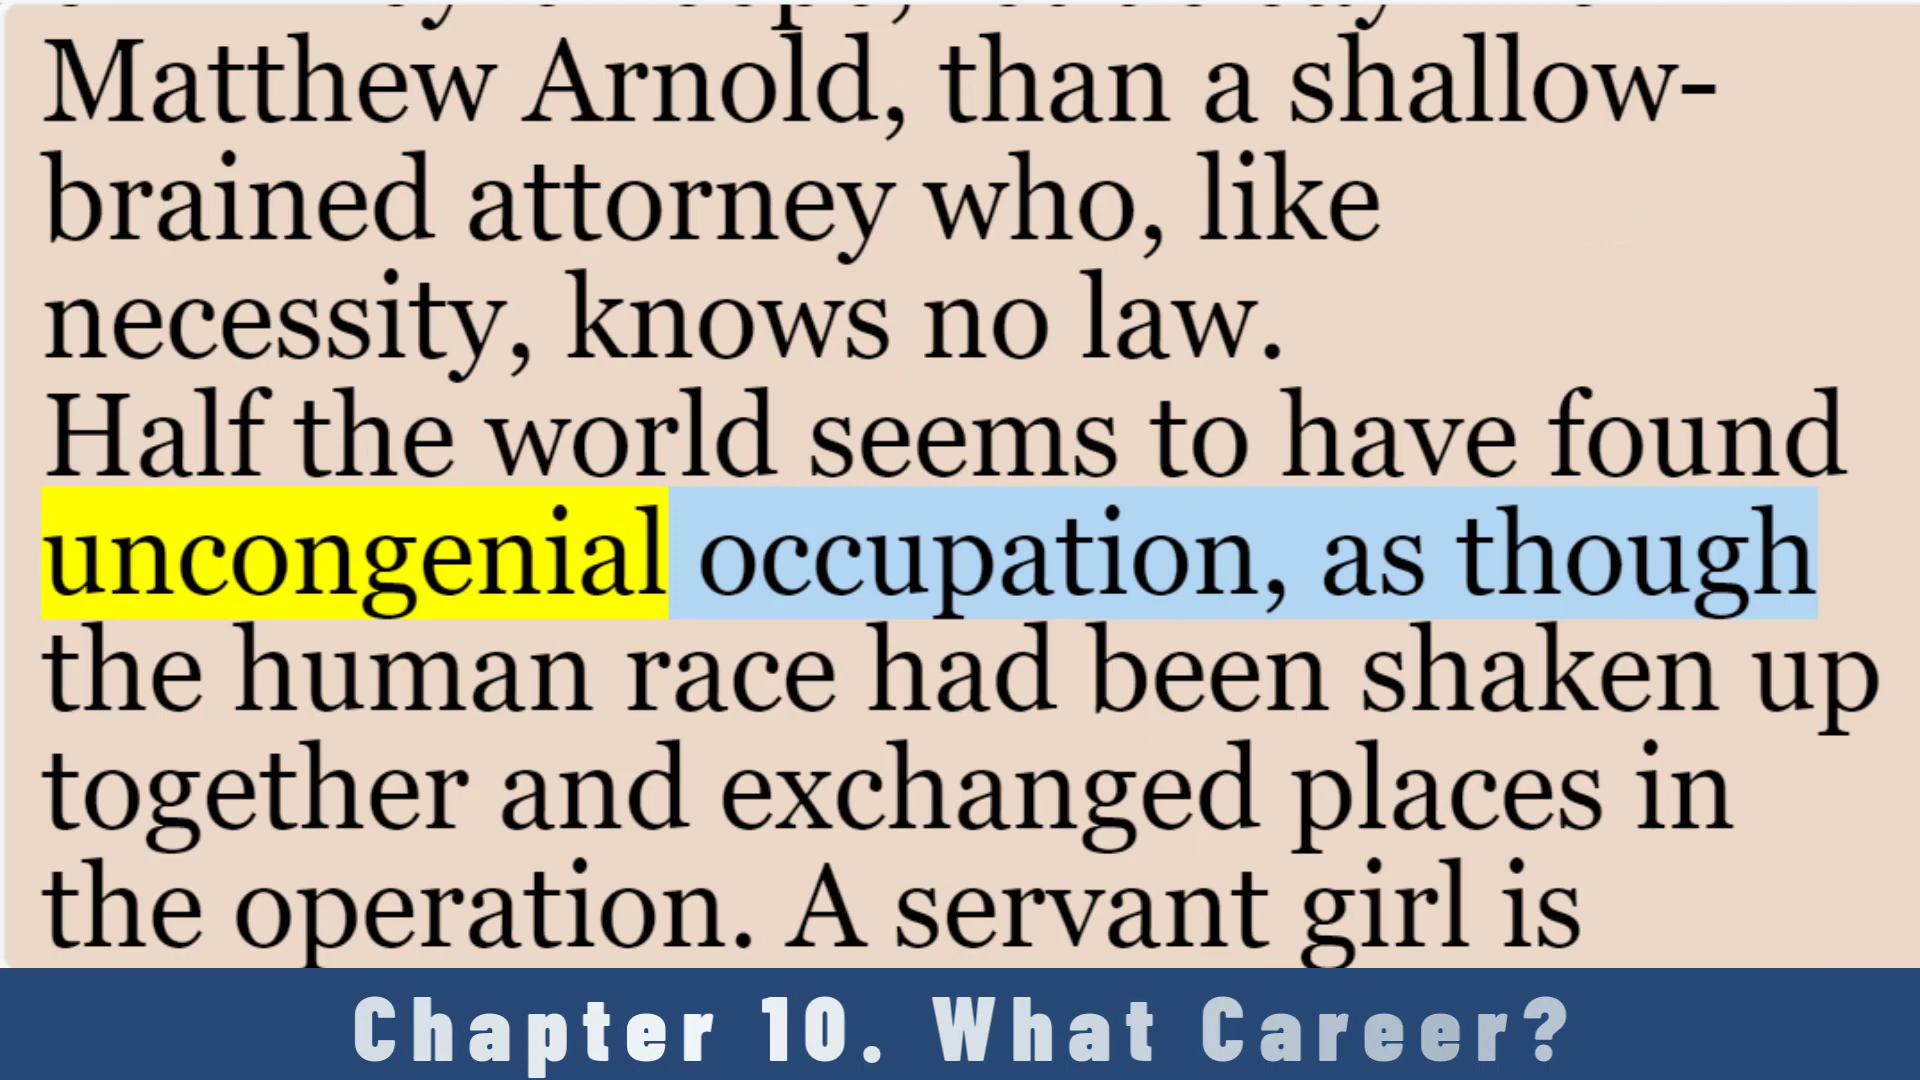 Matthew Arnold, than a shallow-
brained attorney who, like
necessity, knows no law.
Half the world seems to have found
uncongenial occupation, as though
the human race had been shaken up
together and exchanged places in
the operation. A servant girl is
Chapter 10. What Career?